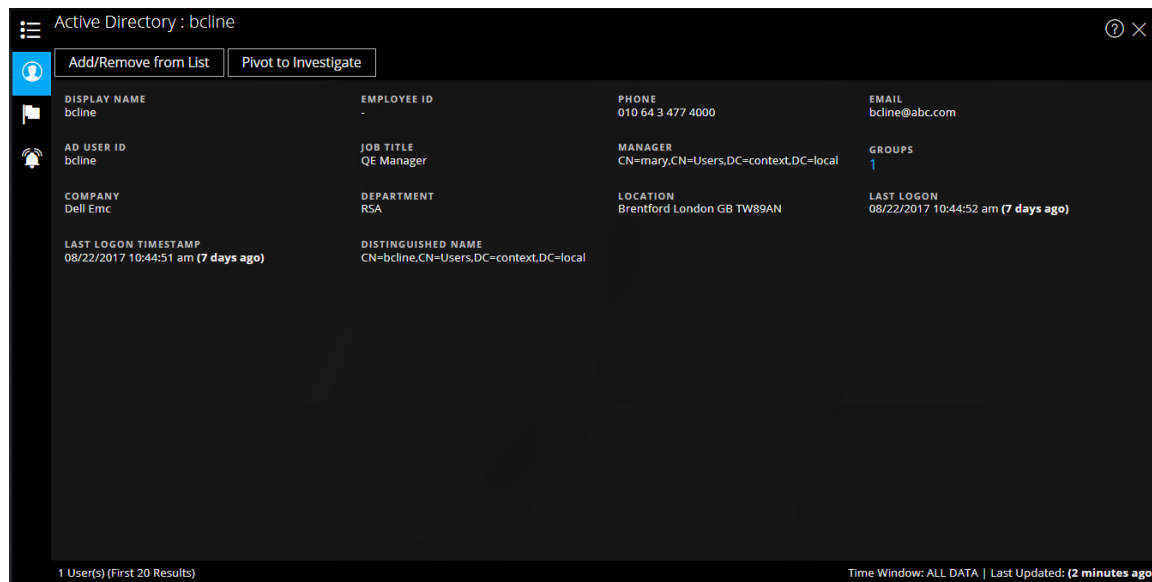 Active Directory : bcline
Add/Remove from List Pivot to Investigate
DISPLAY NAME EMPLOYEE ID PHONE EMAIL
bcline - 010 64 3 477 4000 bcline@abc.com
AD USER ID JOB TITLE MANAGER GROUPS
bcline QE Manager CN=mary,CN=Users,DC=context,DC=local 1
COMPANY DEPARTMENT LOCATION LAST LOGON
Dell Emc RSA Brentford London GB TW89AN 08/22/2017 10:44:52 am (7 days ago)
LAST LOGON TIMESTAMP DISTINGUISHED NAME
08/22/2017 10:44:51 am (7 days ago) CN=bcline,CN=Users,DC=context,DC=local
1 User(s) (First 20 Results) Time Window: ALL DATA | Last Updated: (2 minutes ago